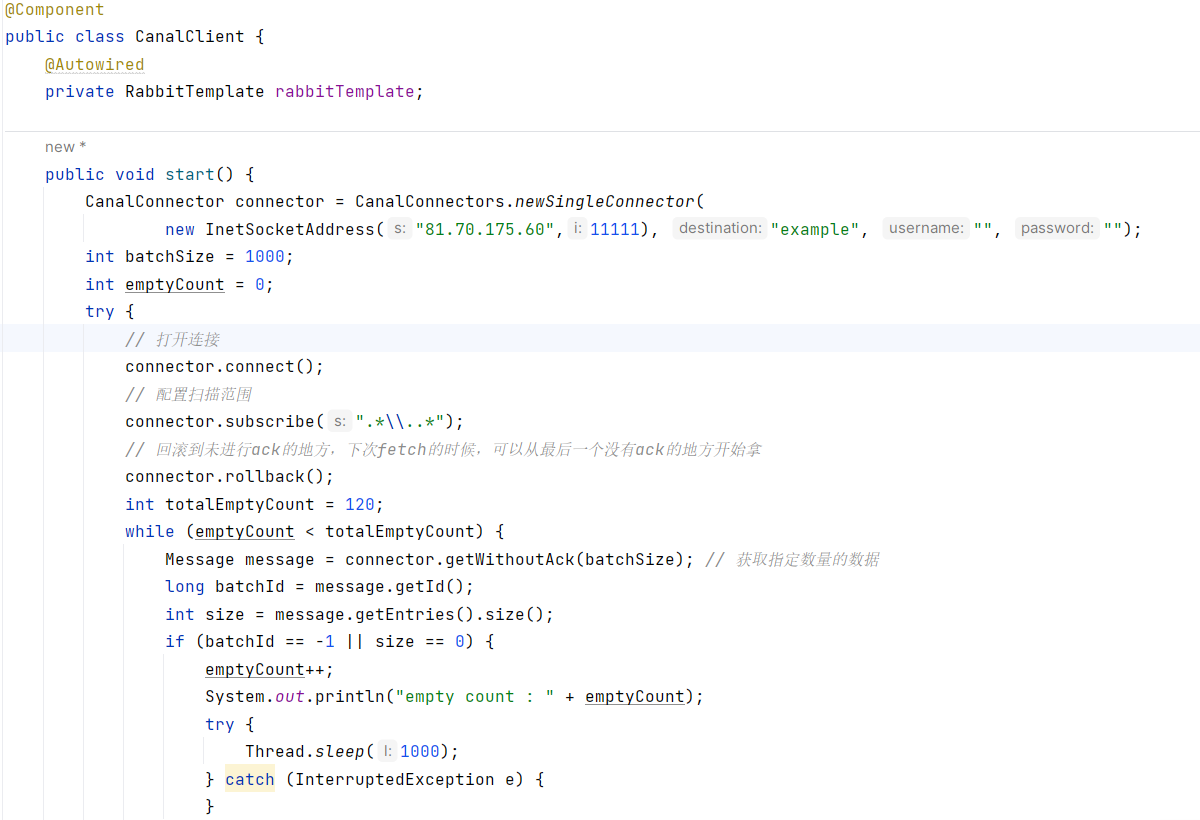 @Component
public class CanalClient {
@Autowired
private RabbitTemplate rabbitTemplate;
new *
public void start() {
CanalConnector connector = CanalConnectors.newSingleConnector(
new InetSocketAddress( s: "81.70.175.60", i: 11111), destination: "example", username: "", password: "");
int batchSize = 1000;
int emptyCount = 0;
try {
// 打开连接
connector.connect();
// 配置扫描范围
connector.subscribe( s: ".*\\..*");
// 回滚到未进行ack的地方，下次fetch的时候，可以从最后一个没有ack的地方开始拿
connector.rollback();
int totalEmptyCount = 120;
while (emptyCount < totalEmptyCount) {
Message message = connector.getWithoutAck(batchSize); // 获取指定数量的数据
long batchId = message.getId();
int size = message.getEntries().size();
if (batchId == -1 || size == 0) {
emptyCount++;
System.out.println("empty count : " + emptyCount);
try {
Thread.sleep( l: 1000);
} catch (InterruptedException e) {
}